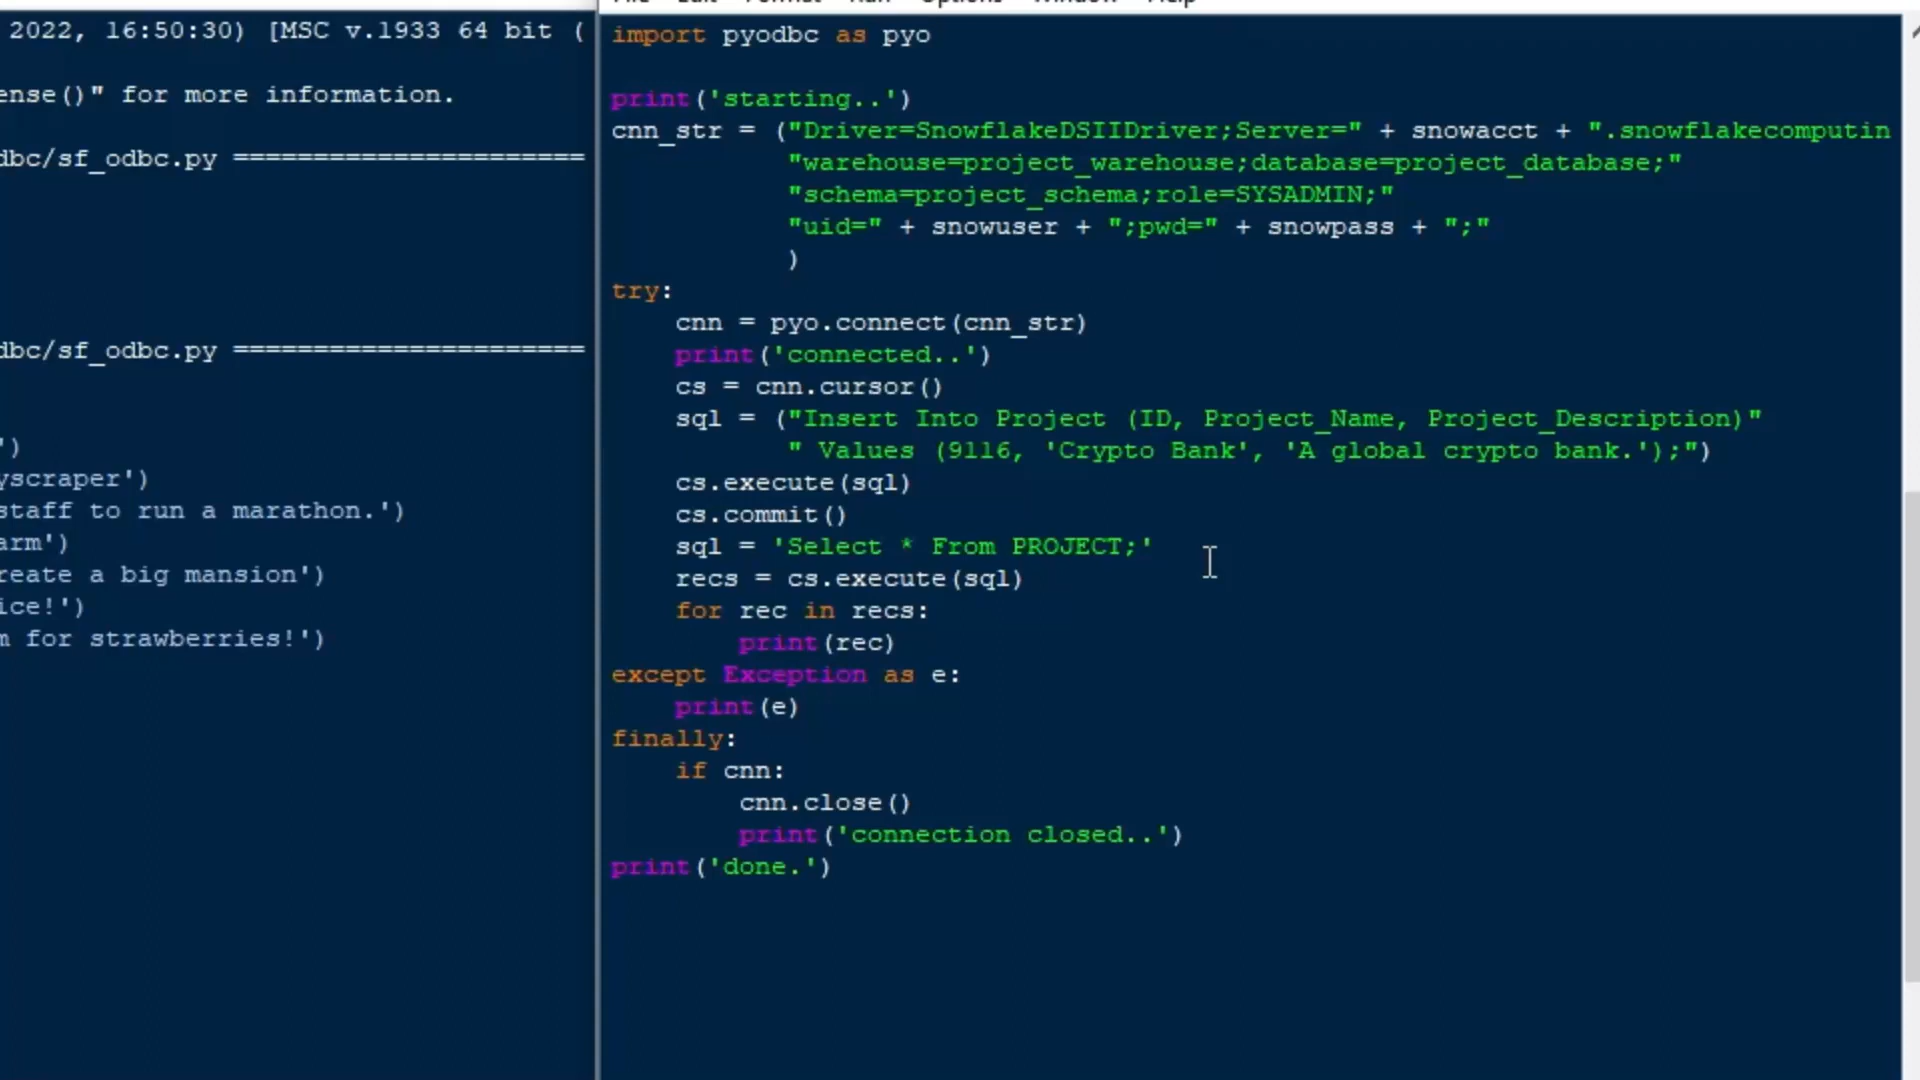 2022, 16:50:30) [MSC v.1933 64 bit (
ense()" for more information.
dbc/sf_odbc.py ======================
dbc/sf_odbc.py ======================
')
yscraper')
staff to run a marathon.')
arm')
reate a big mansion')
ice!')
m for strawberries!')
import pyodbc as pyo
print('starting..')
cnn_str = ("Driver=SnowflakeDSIIDriver;Server=" + snowacct + ".snowflakecomputin
"warehouse=project_warehouse;database=project_database;"
"schema=project_schema;role=SYSADMIN;"
"uid=" + snowuser + ";pwd=" + snowpass + ";"
)
try:
cnn = pyo.connect(cnn_str)
print('connected..')
cs = cnn.cursor()
sql = ("Insert Into Project (ID, Project_Name, Project_Description)"
" Values (9116, 'Crypto Bank', 'A global crypto bank.');")
cs.execute(sql)
cs.commit()
sql = 'Select * From PROJECT;'
recs = cs.execute(sql)
for rec in recs:
print(rec)
except Exception as e:
print(e)
finally:
if cnn:
cnn.close()
print('connection closed..')
print('done.')